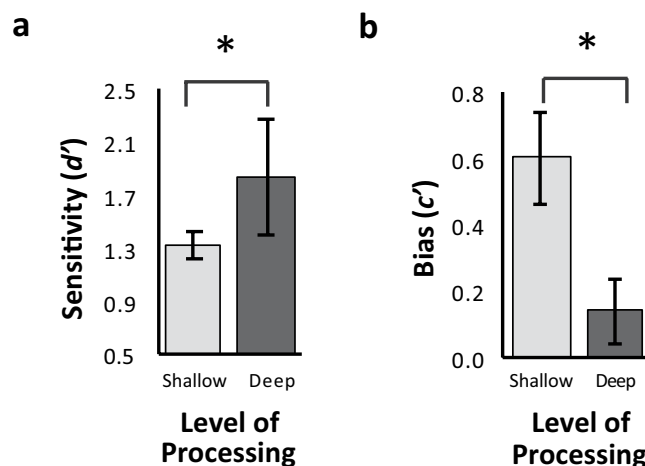 a
*
2.5
2.1
1.7
1.3
0.9
0.5
Sensitivity (d′)
Shallow Deep
Level of
Processing
b
*
0.8
0.6
0.4
0.2
0.0
Bias (c′)
Shallow Deep
Level of
Processing